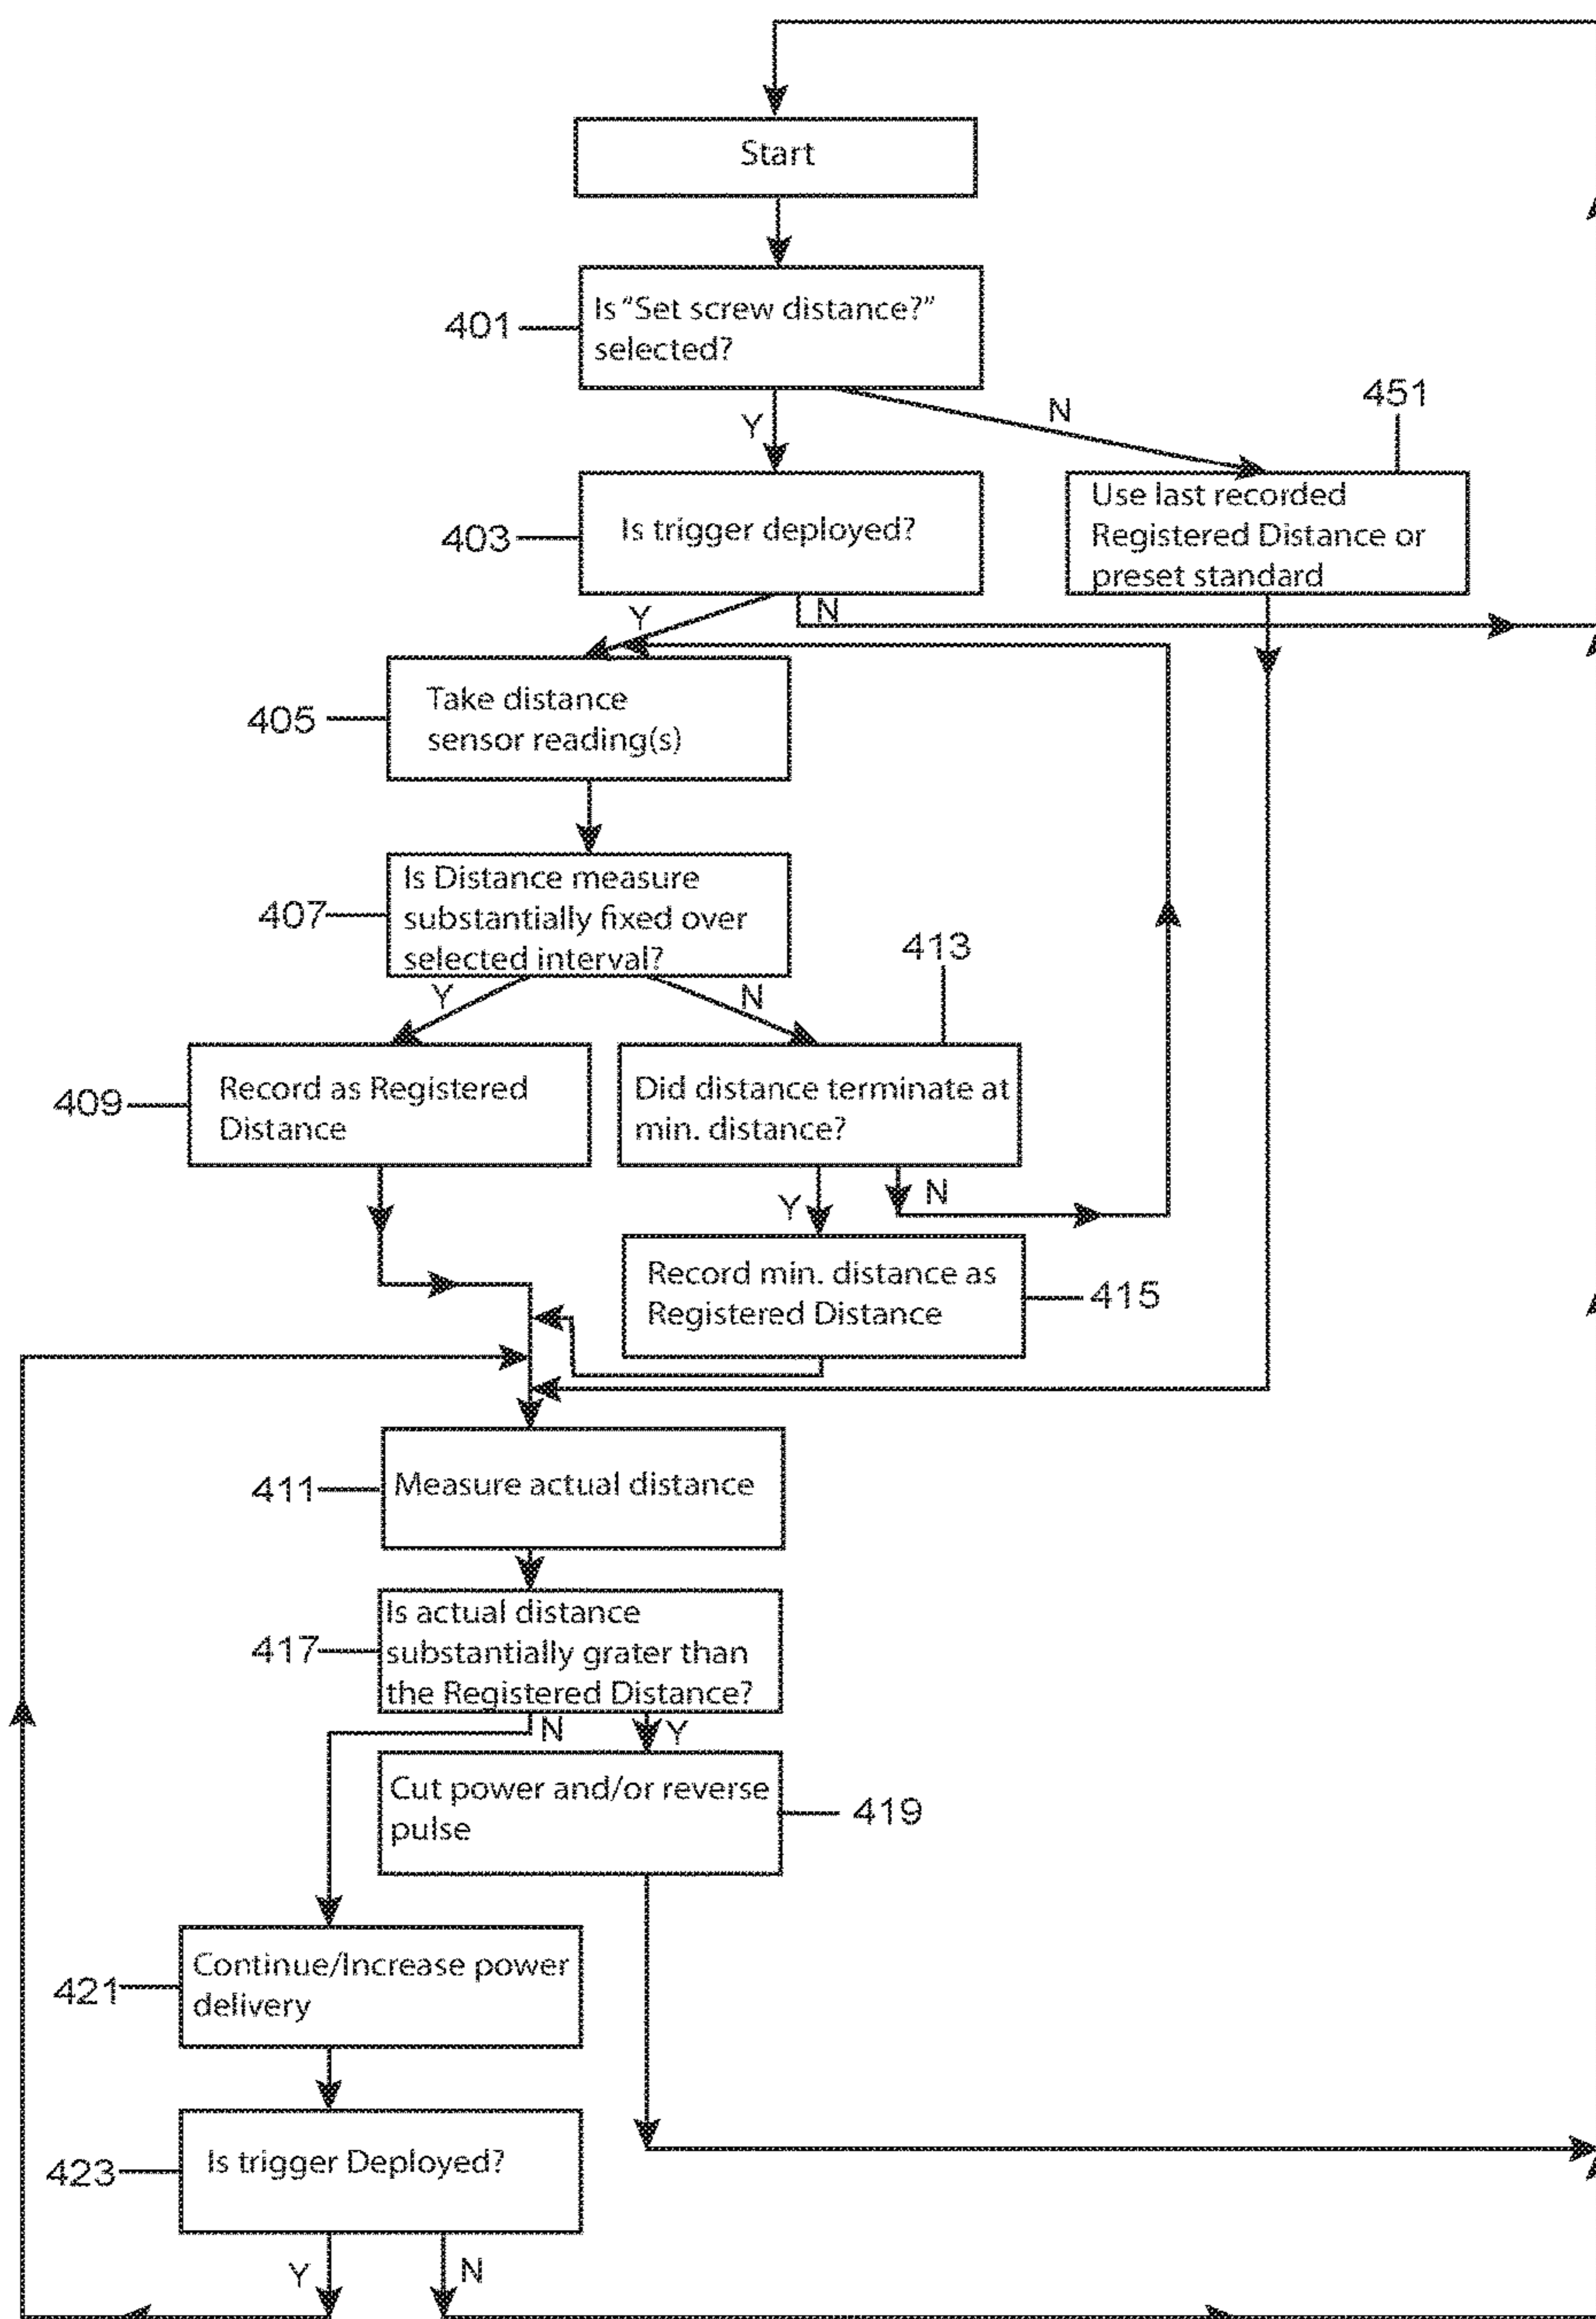 Start
401
Is "Set screw distance?"
selected?
Y
N
451
403
Is trigger deployed?
Use last recorded
Registered Distance or
preset standard
Y
N
405
Take distance
sensor reading(s)
407
Is Distance measure
substantially fixed over
selected interval?
413
Y
N
409
Record as Registered
Distance
Did distance terminate at
min. distance?
Y
N
Record min. distance as
Registered Distance
415
411
Measure actual distance
417
Is actual distance
substantially grater than
the Registered Distance?
N
Y
Cut power and/or reverse
pulse
419
421
Continue/Increase power
delivery
423
Is trigger Deployed?
Y
N